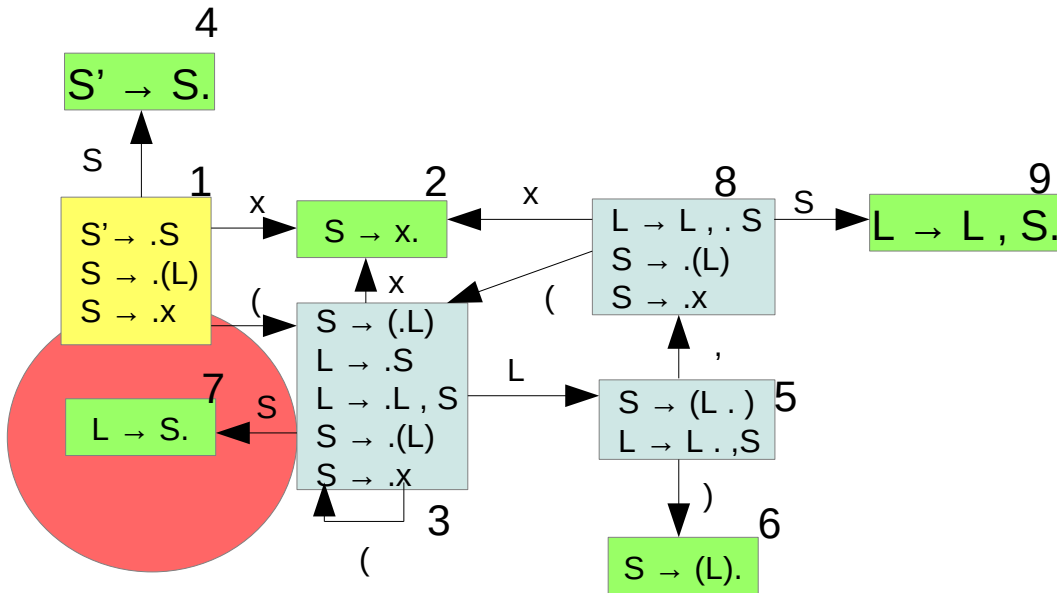 4
S’ → S.
S
1
S’→ .S
S → .(L)
S → .x
x
(
2
S → x.
x
x
8
L → L , . S
S → .(L)
S → .x
S
9
L → L , S.
(
S → (.L)
L → .S
L → .L , S
S → .(L)
S → .x
3
(
7
L → S.
S
L
,
S → (L . )
L → L . ,S
5
)
6
S → (L).